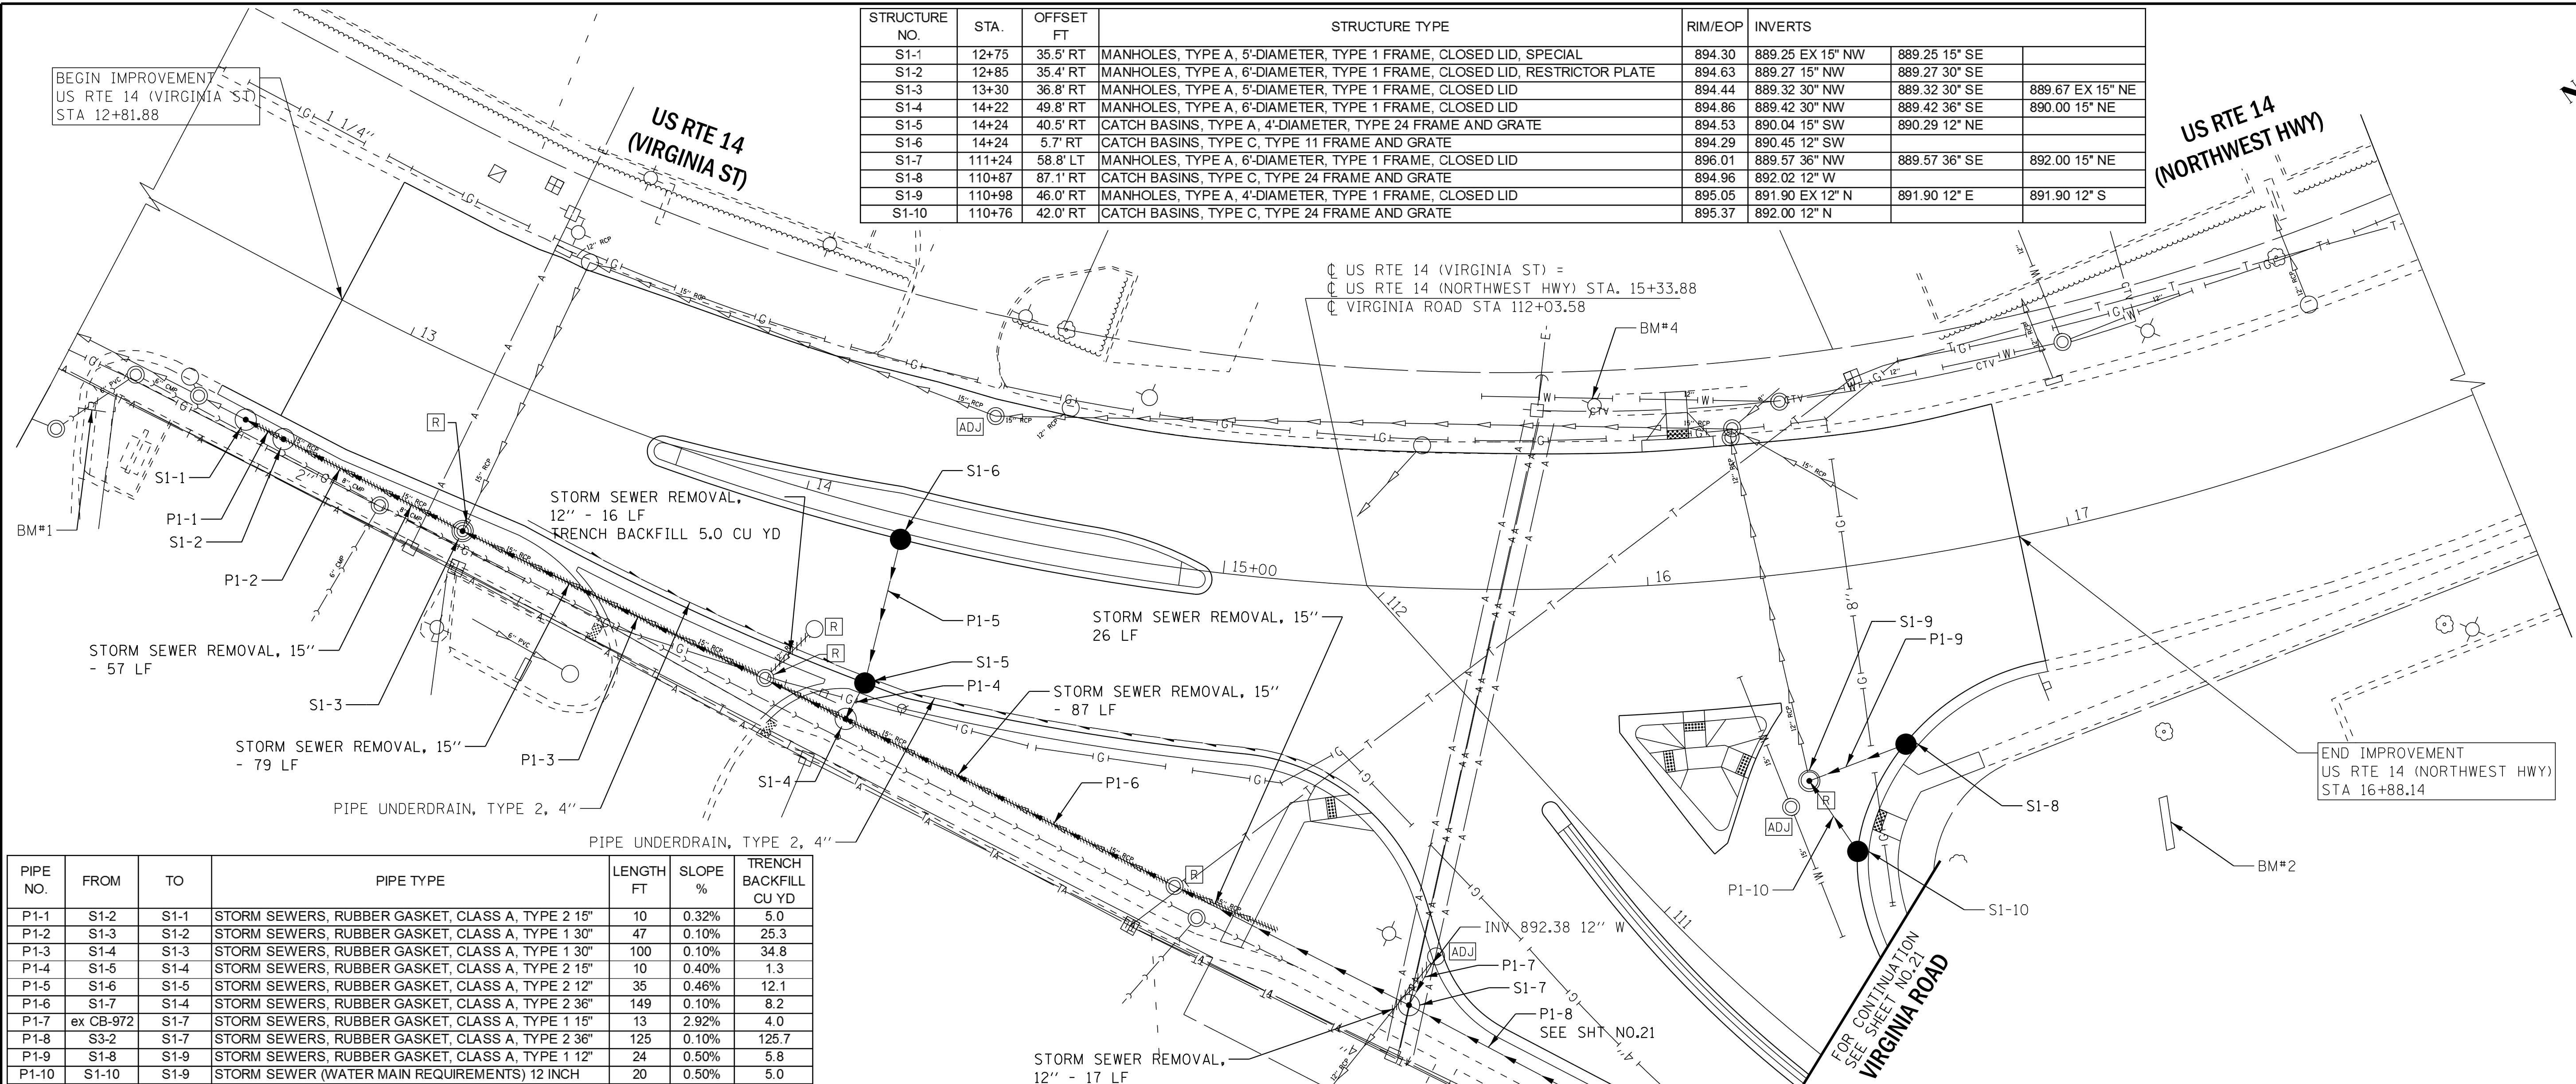 STRUCTURE NO. STA. OFFSET FT STRUCTURE TYPE RIM/EOP INVERTS
S1-1 12+75 35.5' RT MANHOLES, TYPE A, 5'-DIAMETER, TYPE 1 FRAME, CLOSED LID, SPECIAL 894.30 889.25 EX 15" NW 889.25 15" SE
S1-2 12+85 35.4' RT MANHOLES, TYPE A, 6'-DIAMETER, TYPE 1 FRAME, CLOSED LID, RESTRICTOR PLATE 894.63 889.27 15" NW 889.27 30" SE
S1-3 13+30 36.8' RT MANHOLES, TYPE A, 5'-DIAMETER, TYPE 1 FRAME, CLOSED LID 894.44 889.32 30" NW 889.32 30" SE 889.67 EX 15" NE
S1-4 14+22 49.8' RT MANHOLES, TYPE A, 6'-DIAMETER, TYPE 1 FRAME, CLOSED LID 894.86 889.42 30" NW 889.42 36" SE 890.00 15" NE
S1-5 14+24 40.5' RT CATCH BASINS, TYPE A, 4'-DIAMETER, TYPE 24 FRAME AND GRATE 894.53 890.04 15" SW 890.29 12" NE
S1-6 14+24 5.7' RT CATCH BASINS, TYPE C, TYPE 11 FRAME AND GRATE 894.29 890.45 12" SW
S1-7 111+24 58.8' LT MANHOLES, TYPE A, 6'-DIAMETER, TYPE 1 FRAME, CLOSED LID 896.01 889.57 36" NW 889.57 36" SE 892.00 15" NE
S1-8 110+87 87.1' RT CATCH BASINS, TYPE C, TYPE 24 FRAME AND GRATE 894.96 892.02 12" W
S1-9 110+98 46.0' RT MANHOLES, TYPE A, 4'-DIAMETER, TYPE 1 FRAME, CLOSED LID 895.05 891.90 EX 12" N 891.90 12" E 891.90 12" S
S1-10 110+76 42.0' RT CATCH BASINS, TYPE C, TYPE 24 FRAME AND GRATE 895.37 892.00 12" N
BEGIN IMPROVEMENT
US RTE 14 (VIRGINIA ST)
STA 12+81.88
1 1/4"
US RTE 14
(VIRGINIA ST)
US RTE 14
(NORTHWEST HWY)
℄ US RTE 14 (VIRGINIA ST) =
℄ US RTE 14 (NORTHWEST HWY) STA. 15+33.88
℄ VIRGINIA ROAD STA 112+03.58
BM#4
13
12" RCP
15" RCP
R
ADJ
15" RCP
12" RCP
15" RCP
15" RCP
S1-1
P1-1
S1-2
BM#1
P1-2
STORM SEWER REMOVAL, 15"
- 57 LF
S1-3
STORM SEWER REMOVAL, 15"
- 79 LF
P1-3
PIPE UNDERDRAIN, TYPE 2, 4"
PIPE UNDERDRAIN, TYPE 2, 4"
STORM SEWER REMOVAL,
12" - 16 LF
TRENCH BACKFILL 5.0 CU YD
14
S1-6
P1-5
R
R
S1-5
P1-4
S1-4
15+00
16
17
112
111
STORM SEWER REMOVAL, 15"
26 LF
STORM SEWER REMOVAL, 15"
- 87 LF
P1-6
R
S1-9
P1-9
R
ADJ
S1-8
P1-10
S1-10
BM#2
END IMPROVEMENT
US RTE 14 (NORTHWEST HWY)
STA 16+88.14
INV 892.38 12" W
ADJ
P1-7
S1-7
P1-8
SEE SHT NO.21
STORM SEWER REMOVAL,
12" - 17 LF
FOR CONTINUATION
SEE SHEET NO.21
VIRGINIA ROAD
PIPE NO. FROM TO PIPE TYPE LENGTH FT SLOPE % TRENCH BACKFILL CU YD
P1-1 S1-2 S1-1 STORM SEWERS, RUBBER GASKET, CLASS A, TYPE 2 15" 10 0.32% 5.0
P1-2 S1-3 S1-2 STORM SEWERS, RUBBER GASKET, CLASS A, TYPE 1 30" 47 0.10% 25.3
P1-3 S1-4 S1-3 STORM SEWERS, RUBBER GASKET, CLASS A, TYPE 1 30" 100 0.10% 34.8
P1-4 S1-5 S1-4 STORM SEWERS, RUBBER GASKET, CLASS A, TYPE 2 15" 10 0.40% 1.3
P1-5 S1-6 S1-5 STORM SEWERS, RUBBER GASKET, CLASS A, TYPE 2 12" 35 0.46% 12.1
P1-6 S1-7 S1-4 STORM SEWERS, RUBBER GASKET, CLASS A, TYPE 2 36" 149 0.10% 8.2
P1-7 ex CB-972 S1-7 STORM SEWERS, RUBBER GASKET, CLASS A, TYPE 1 15" 13 2.92% 4.0
P1-8 S3-2 S1-7 STORM SEWERS, RUBBER GASKET, CLASS A, TYPE 2 36" 125 0.10% 125.7
P1-9 S1-8 S1-9 STORM SEWERS, RUBBER GASKET, CLASS A, TYPE 1 12" 24 0.50% 5.8
P1-10 S1-10 S1-9 STORM SEWER (WATER MAIN REQUIREMENTS) 12 INCH 20 0.50% 5.0